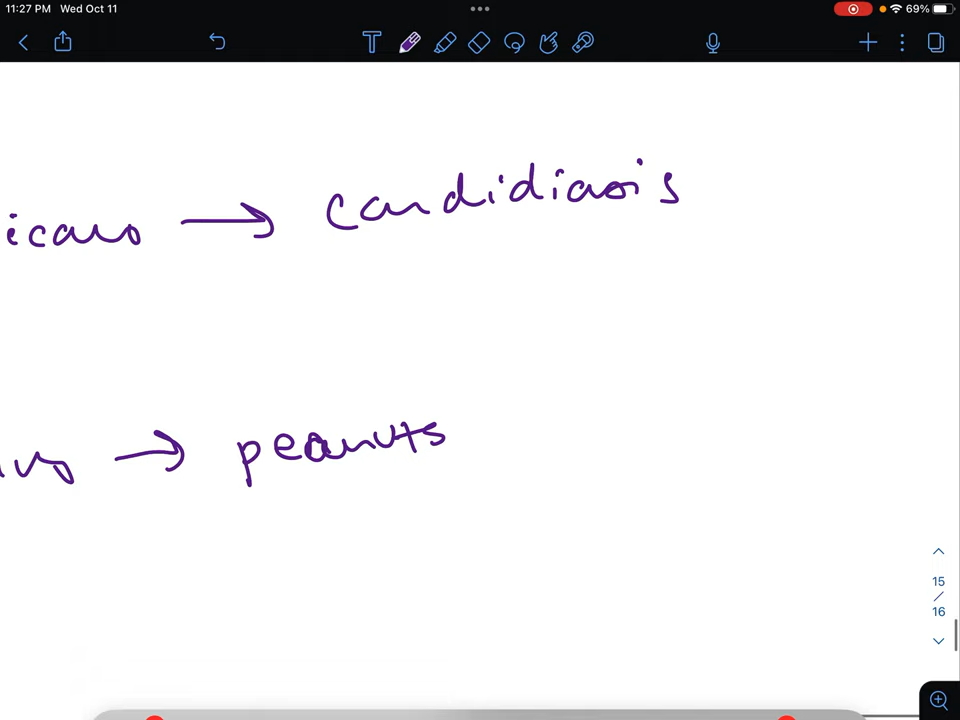 11:27 PM Wed Oct 11 69%
T
icans → candidiasis
→ peanuts
15
/
16